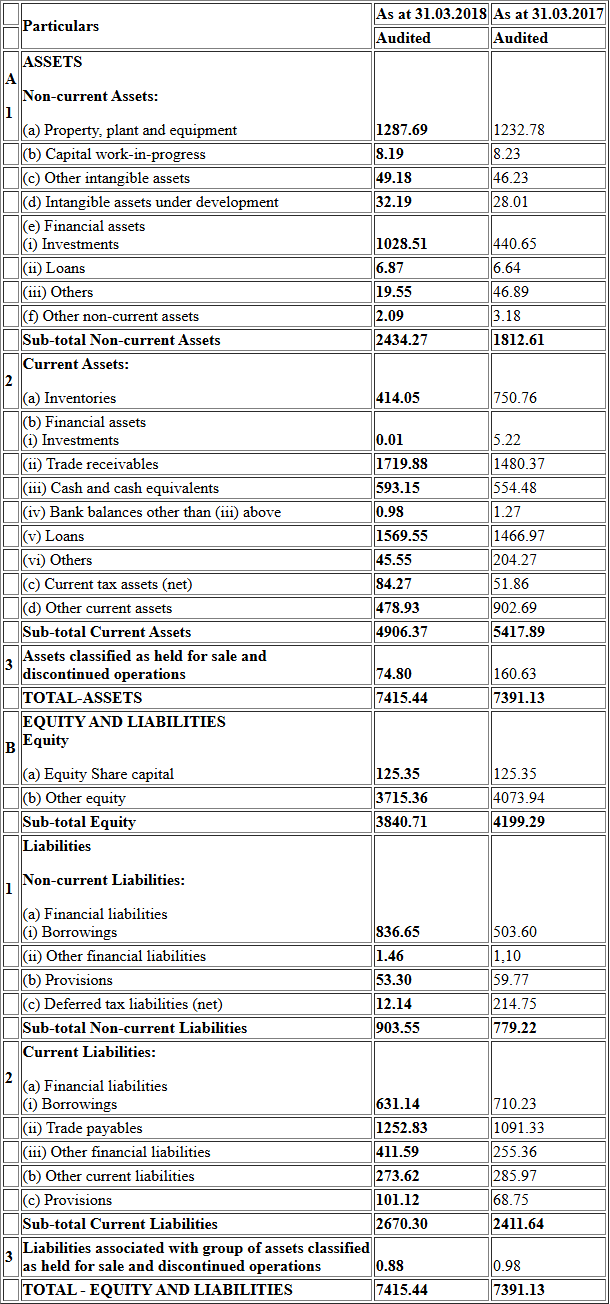 Particulars As at 31.03.2018 As at 31.03.2017
Audited Audited
A ASSETS
1 Non-current Assets:
(a) Property, plant and equipment 1287.69 1232.78
(b) Capital work-in-progress 8.19 8.23
(c) Other intangible assets 49.18 46.23
(d) Intangible assets under development 32.19 28.01
(e) Financial assets
(i) Investments 1028.51 440.65
(ii) Loans 6.87 6.64
(iii) Others 19.55 46.89
(f) Other non-current assets 2.09 3.18
Sub-total Non-current Assets 2434.27 1812.61
2 Current Assets:
(a) Inventories 414.05 750.76
(b) Financial assets
(i) Investments 0.01 5.22
(ii) Trade receivables 1719.88 1480.37
(iii) Cash and cash equivalents 593.15 554.48
(iv) Bank balances other than (iii) above 0.98 1.27
(v) Loans 1569.55 1466.97
(vi) Others 45.55 204.27
(c) Current tax assets (net) 84.27 51.86
(d) Other current assets 478.93 902.69
Sub-total Current Assets 4906.37 5417.89
3 Assets classified as held for sale and
discontinued operations 74.80 160.63
TOTAL-ASSETS 7415.44 7391.13
B EQUITY AND LIABILITIES
Equity
(a) Equity Share capital 125.35 125.35
(b) Other equity 3715.36 4073.94
Sub-total Equity 3840.71 4199.29
Liabilities
1 Non-current Liabilities:
(a) Financial liabilities
(i) Borrowings 836.65 503.60
(ii) Other financial liabilities 1.46 1,10
(b) Provisions 53.30 59.77
(c) Deferred tax liabilities (net) 12.14 214.75
Sub-total Non-current Liabilities 903.55 779.22
2 Current Liabilities:
(a) Financial liabilities
(i) Borrowings 631.14 710.23
(ii) Trade payables 1252.83 1091.33
(iii) Other financial liabilities 411.59 255.36
(b) Other current liabilities 273.62 285.97
(c) Provisions 101.12 68.75
Sub-total Current Liabilities 2670.30 2411.64
3 Liabilities associated with group of assets classified
as held for sale and discontinued operations 0.88 0.98
TOTAL - EQUITY AND LIABILITIES 7415.44 7391.13